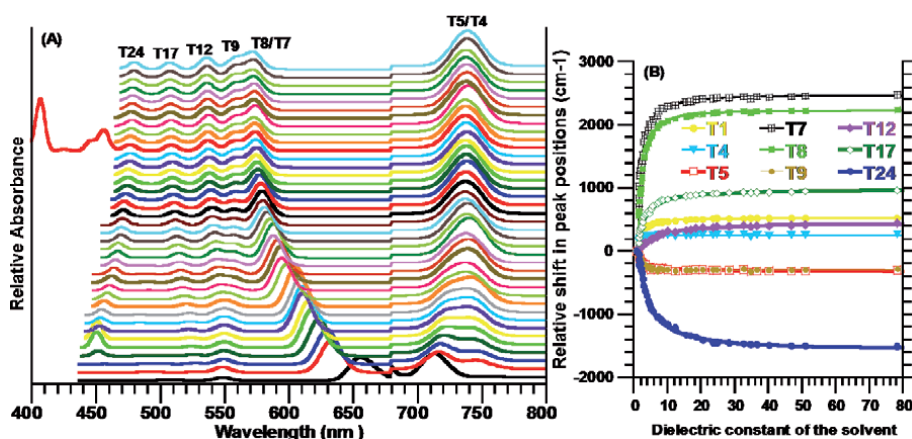 (A)
T24 T17 T12 T9 T8/T7 T5/T4
Relative Absorbance
400 450 500 550 600 650 700 750 800
Wavelength (nm )
(B)
Relative shift in peak positions (cm-1)
3000
2000
1000
0
-1000
-2000
T1 T7 T12
T4 T8 T17
T5 T9 T24
0 10 20 30 40 50 60 70 80
Dielectric constant of the solvent